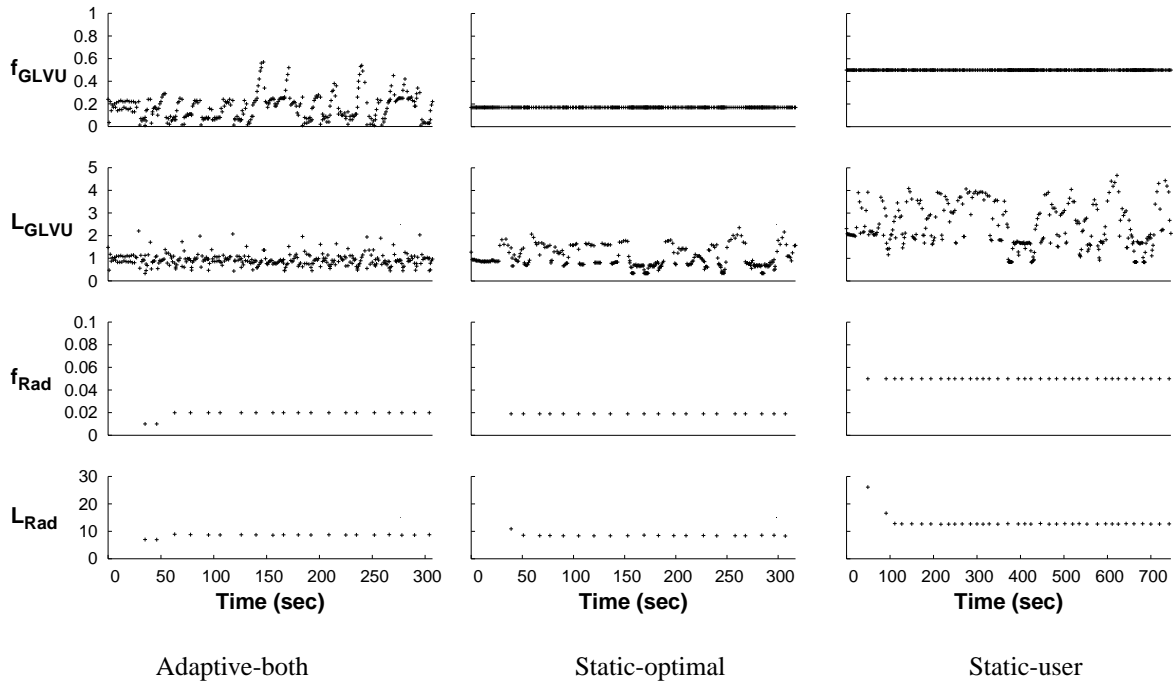 f_GLVU
1
0.8
0.6
0.4
0.2
0
L_GLVU
5
4
3
2
1
0
f_Rad
0.1
0.08
0.06
0.04
0.02
0
L_Rad
30
20
10
0
0 50 100 150 200 250 300
Time (sec)
0 50 100 150 200 250 300
Time (sec)
0 100 200 300 400 500 600 700
Time (sec)
Adaptive-both
Static-optimal
Static-user